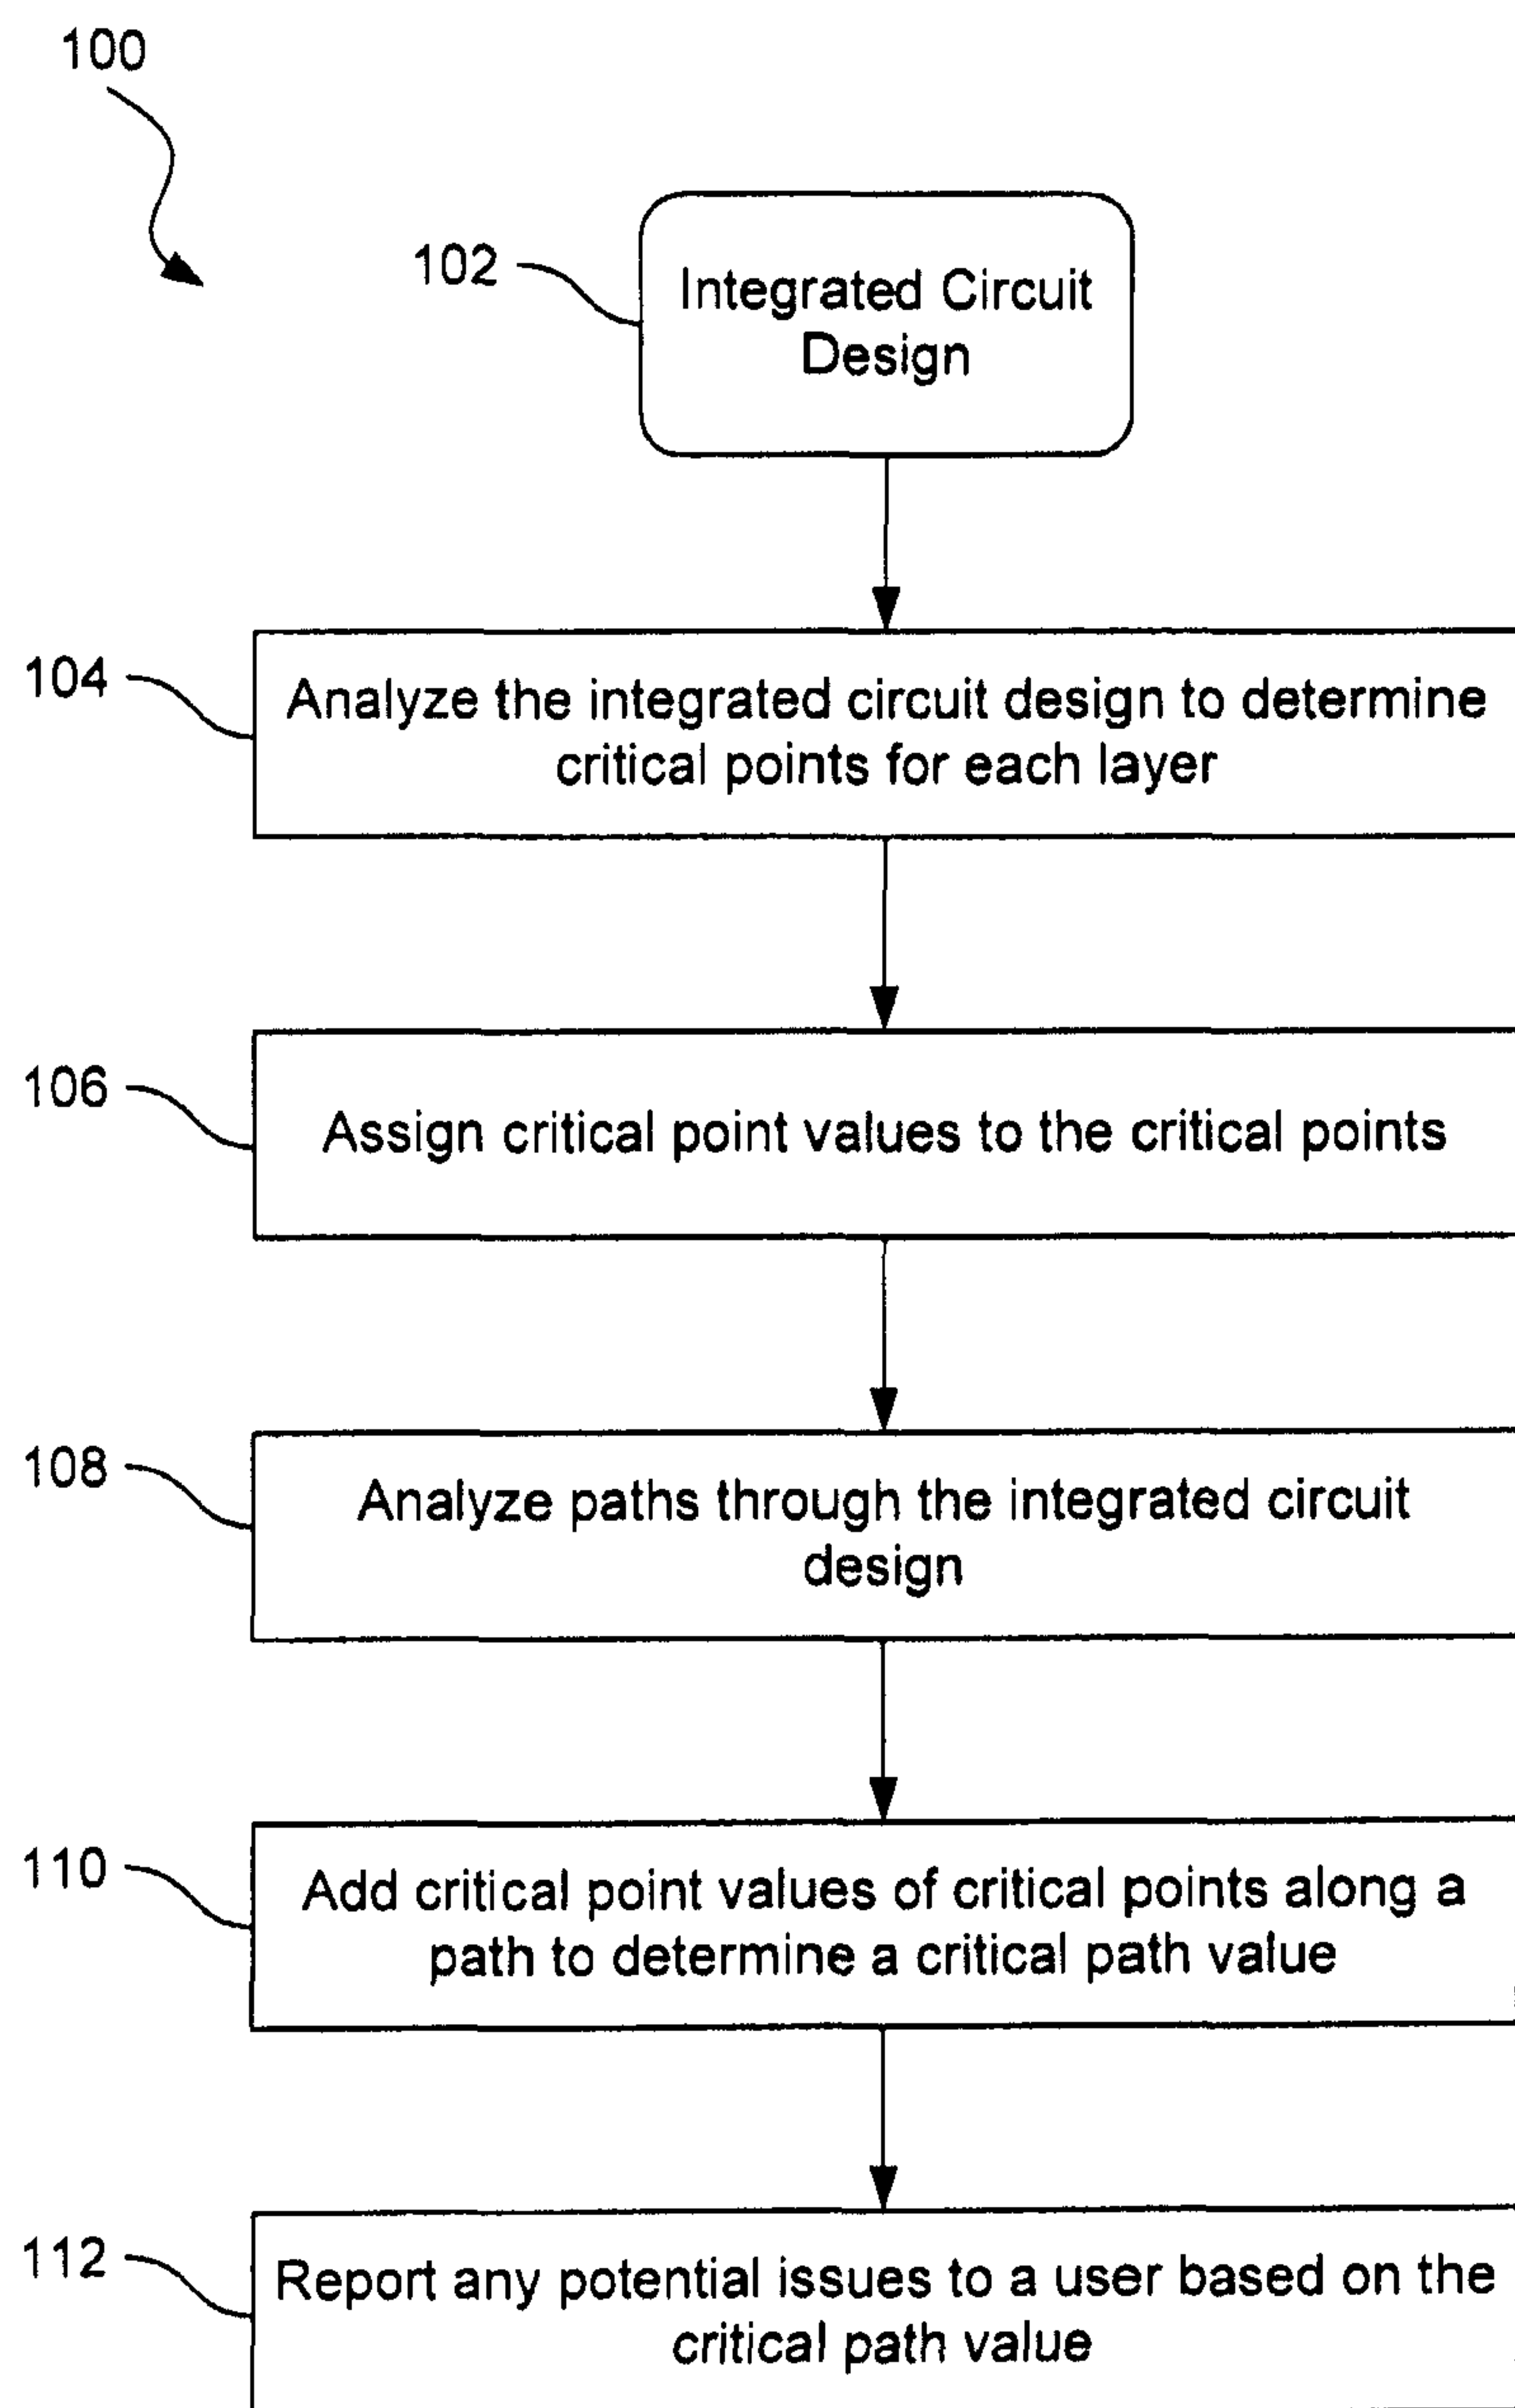 100
102
Integrated Circuit
Design
104
Analyze the integrated circuit design to determine
critical points for each layer
106
Assign critical point values to the critical points
108
Analyze paths through the integrated circuit
design
110
Add critical point values of critical points along a
path to determine a critical path value
112
Report any potential issues to a user based on the
critical path value